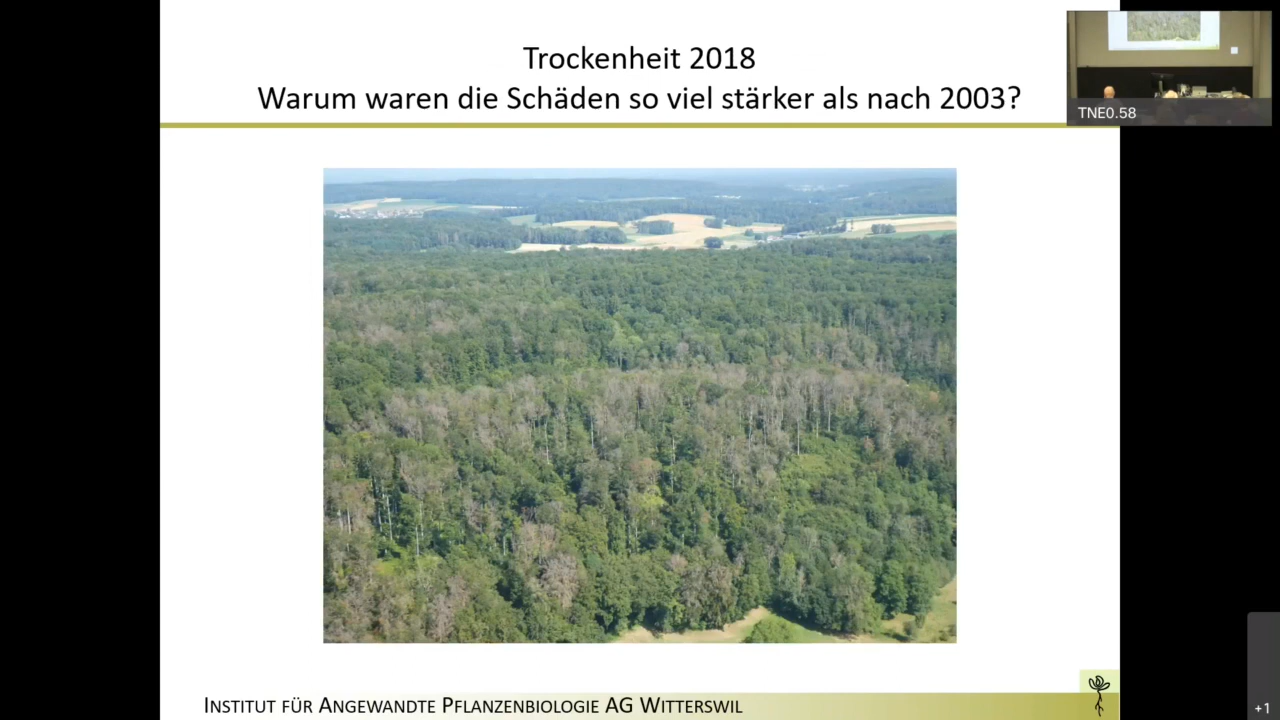 Trockenheit 2018
Warum waren die Schäden so viel stärker als nach 2003?
TNE0.58
INSTITUT FÜR ANGEWANDTE PFLANZENBIOLOGIE AG WITTERSWIL
+1